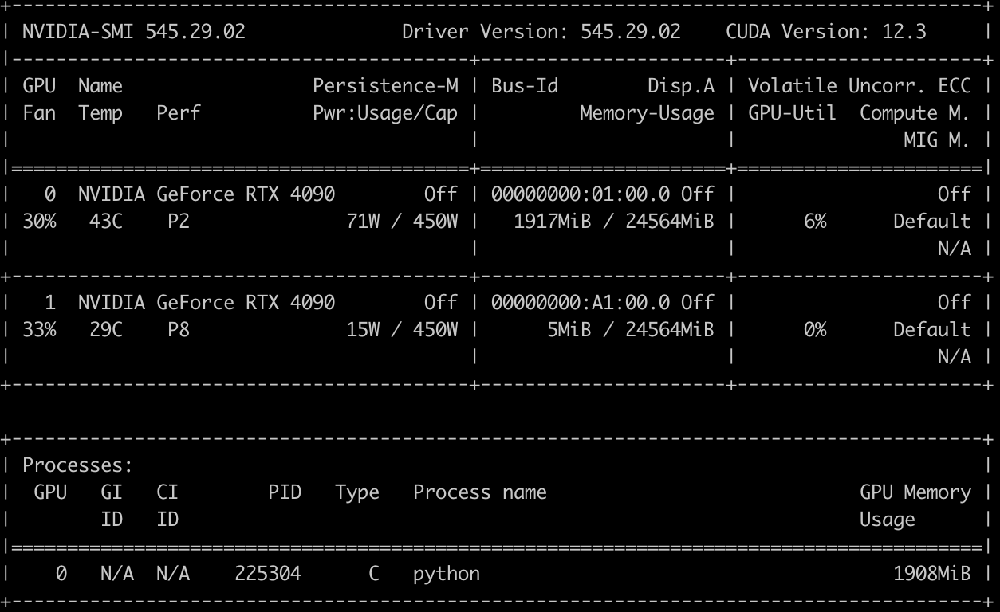 +---------------------------------------------------------------------------------------+
| NVIDIA-SMI 545.29.02              Driver Version: 545.29.02    CUDA Version: 12.3     |
|-----------------------------------------+----------------------+----------------------+
| GPU  Name                 Persistence-M | Bus-Id        Disp.A | Volatile Uncorr. ECC |
| Fan  Temp   Perf          Pwr:Usage/Cap |         Memory-Usage | GPU-Util  Compute M. |
|                                         |                      |               MIG M. |
|=========================================+======================+======================|
|   0  NVIDIA GeForce RTX 4090        Off | 00000000:01:00.0 Off |                  Off |
| 30%   43C    P2              71W / 450W |   1917MiB / 24564MiB |      6%      Default |
|                                         |                      |                  N/A |
+-----------------------------------------+----------------------+----------------------+
|   1  NVIDIA GeForce RTX 4090        Off | 00000000:A1:00.0 Off |                  Off |
| 33%   29C    P8              15W / 450W |      5MiB / 24564MiB |      0%      Default |
|                                         |                      |                  N/A |
+-----------------------------------------+----------------------+----------------------+

+---------------------------------------------------------------------------------------+
| Processes:                                                                            |
|  GPU   GI   CI        PID   Type   Process name                            GPU Memory |
|        ID   ID                                                             Usage      |
|=======================================================================================|
|    0   N/A  N/A    225304      C   python                                     1908MiB |
+---------------------------------------------------------------------------------------+